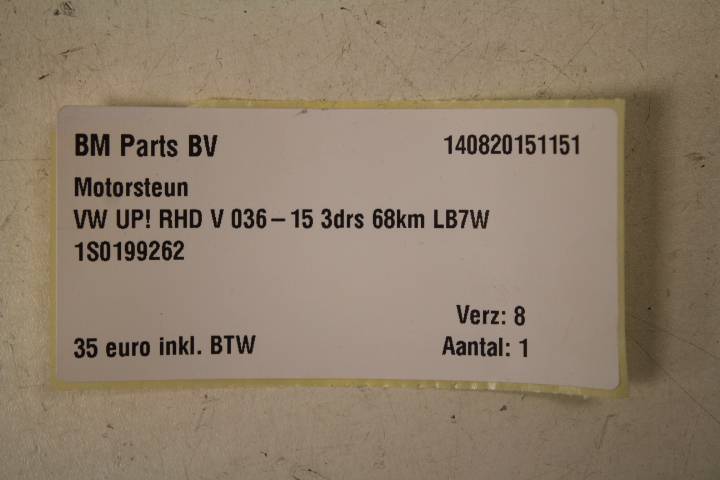 BM Parts BV 140820151151
Motorsteun
VW UP! RHD V 036-15 3drs 68km LB7W
1S0199262
Verz: 8
35 euro inkl. BTW Aantal: 1